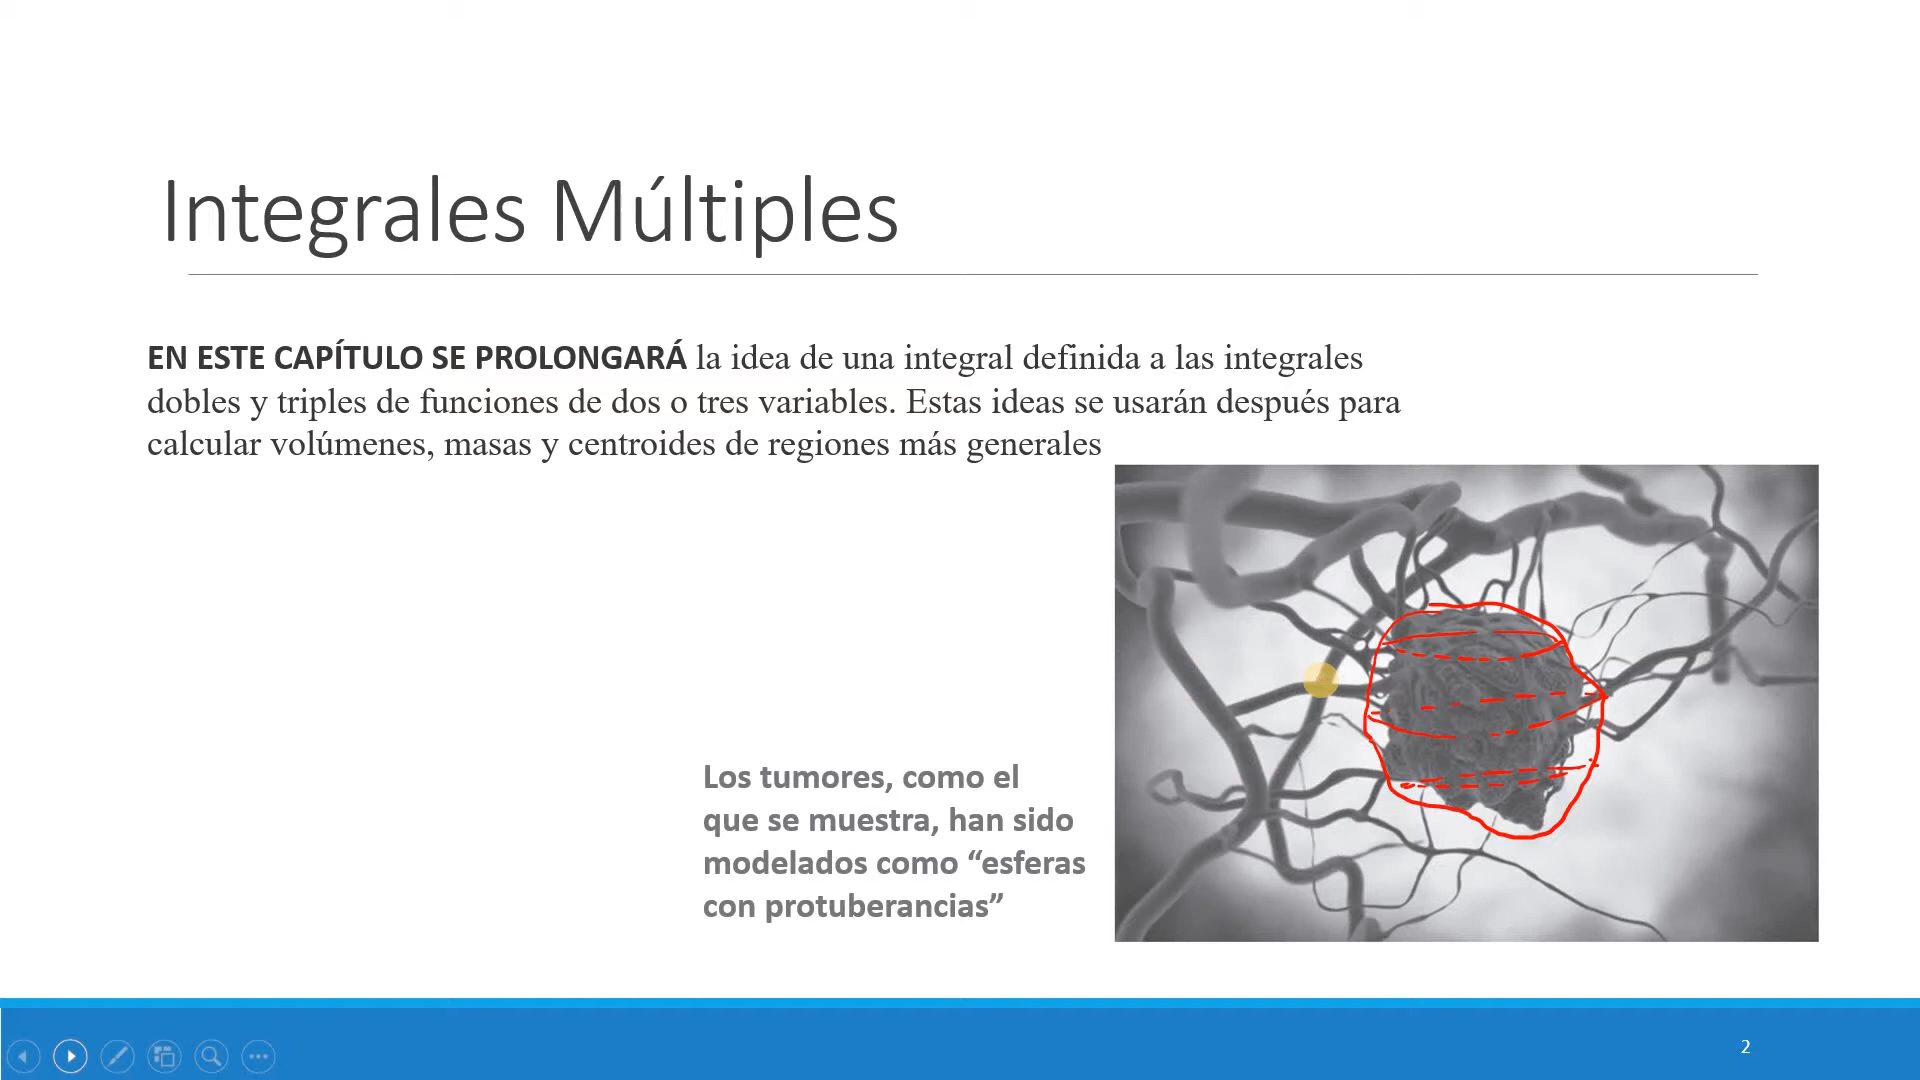 Integrales Múltiples
EN ESTE CAPÍTULO SE PROLONGARÁ la idea de una integral definida a las integrales
dobles y triples de funciones de dos o tres variables. Estas ideas se usarán después para
calcular volúmenes, masas y centroides de regiones más generales
Los tumores, como el
que se muestra, han sido
modelados como “esferas
con protuberancias”
2